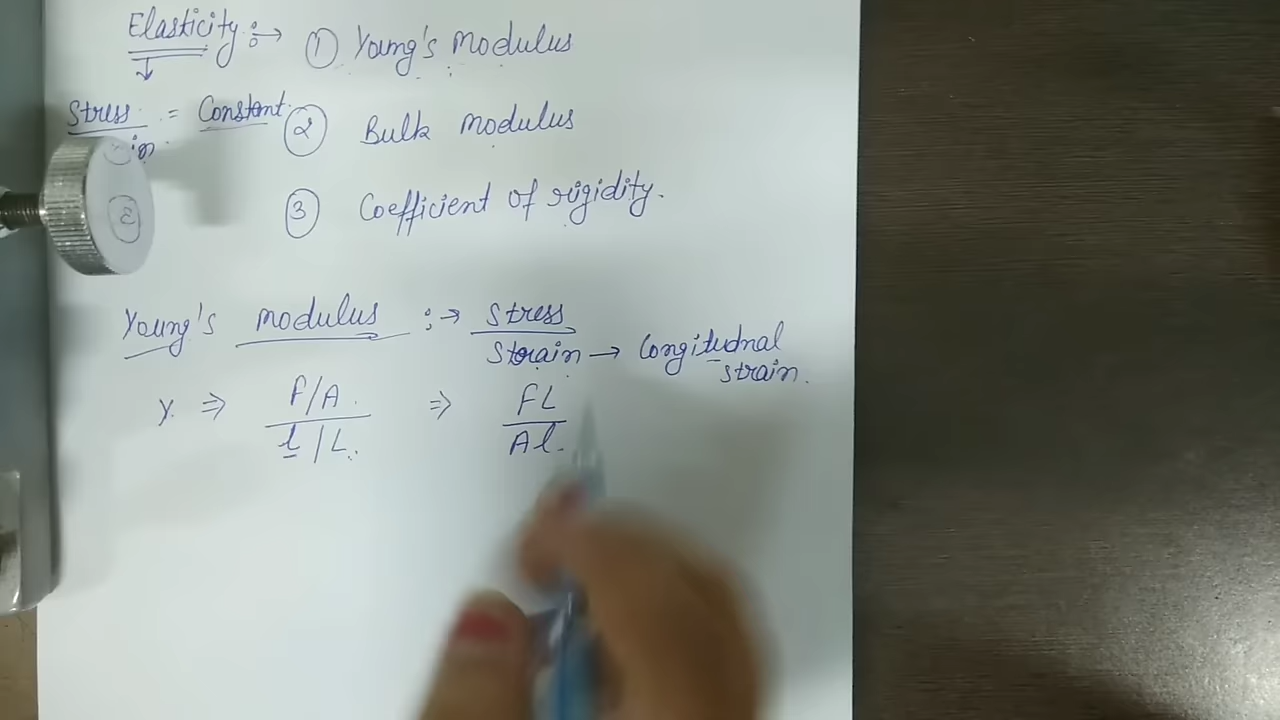 Elasticity :→ ① Young's modulus
↓
Stress = Constant. ② Bulk modulus
③ Coefficient of rigidity.
Young's modulus :→ Stress
Strain → Longitudnal
strain.
Y. ⇒ F/A. ⇒ FL
l/L. Al.